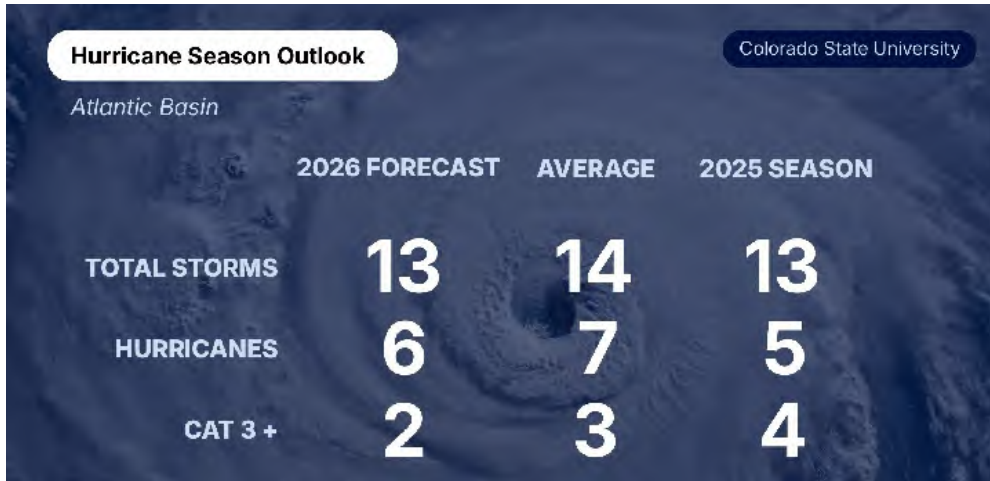 Hurricane Season Outlook
Colorado State University
Atlantic Basin
2026 FORECAST AVERAGE 2025 SEASON
TOTAL STORMS 13 14 13
HURRICANES 6 7 5
CAT 3 + 2 3 4